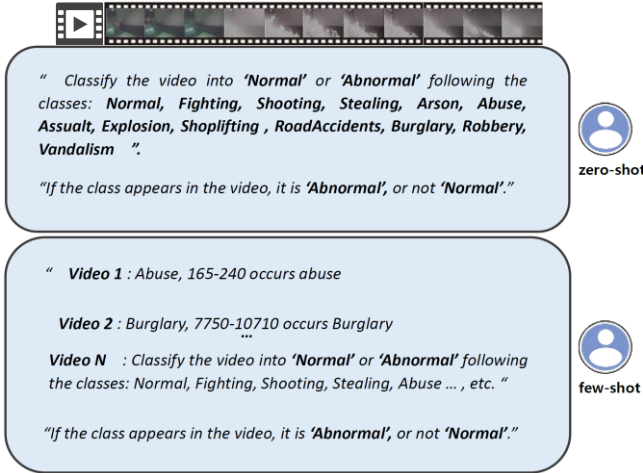 “ Classify the video into ‘Normal’ or ‘Abnormal’ following the
classes: Normal, Fighting, Shooting, Stealing, Arson, Abuse,
Assualt, Explosion, Shoplifting , RoadAccidents, Burglary, Robbery,
Vandalism ”.
“If the class appears in the video, it is ‘Abnormal’, or not ‘Normal’.”
zero-shot
“ Video 1 : Abuse, 165-240 occurs abuse
Video 2 : Burglary, 7750-10710 occurs Burglary
...
Video N : Classify the video into ‘Normal’ or ‘Abnormal’ following
the classes: Normal, Fighting, Shooting, Stealing, Abuse … , etc. “
“If the class appears in the video, it is ‘Abnormal’, or not ‘Normal’.”
few-shot